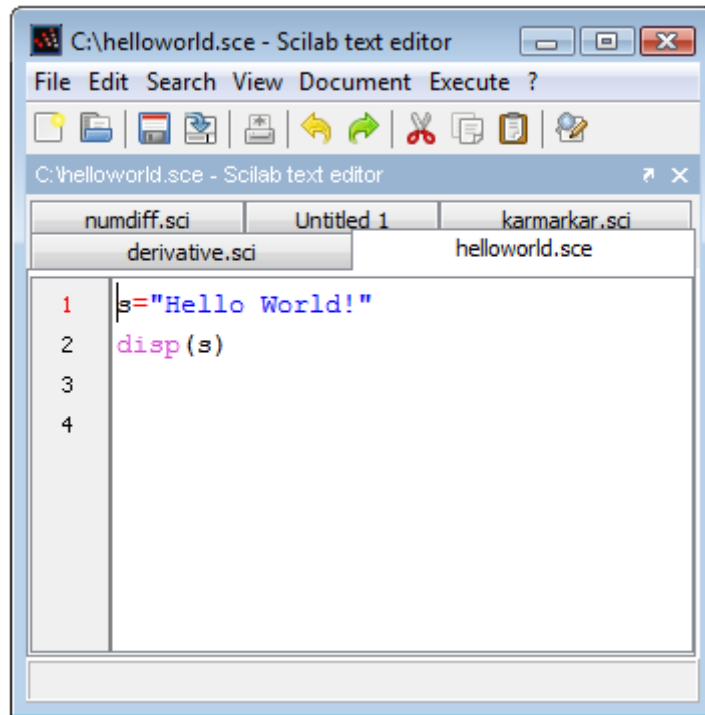 C:\helloworld.sce - Scilab text editor
File Edit Search View Document Execute ?
C:\helloworld.sce - Scilab text editor
numdiff.sci Untitled 1 karmarkar.sci
derivative.sci helloworld.sce
1 s="Hello World!"
2 disp(s)
3
4